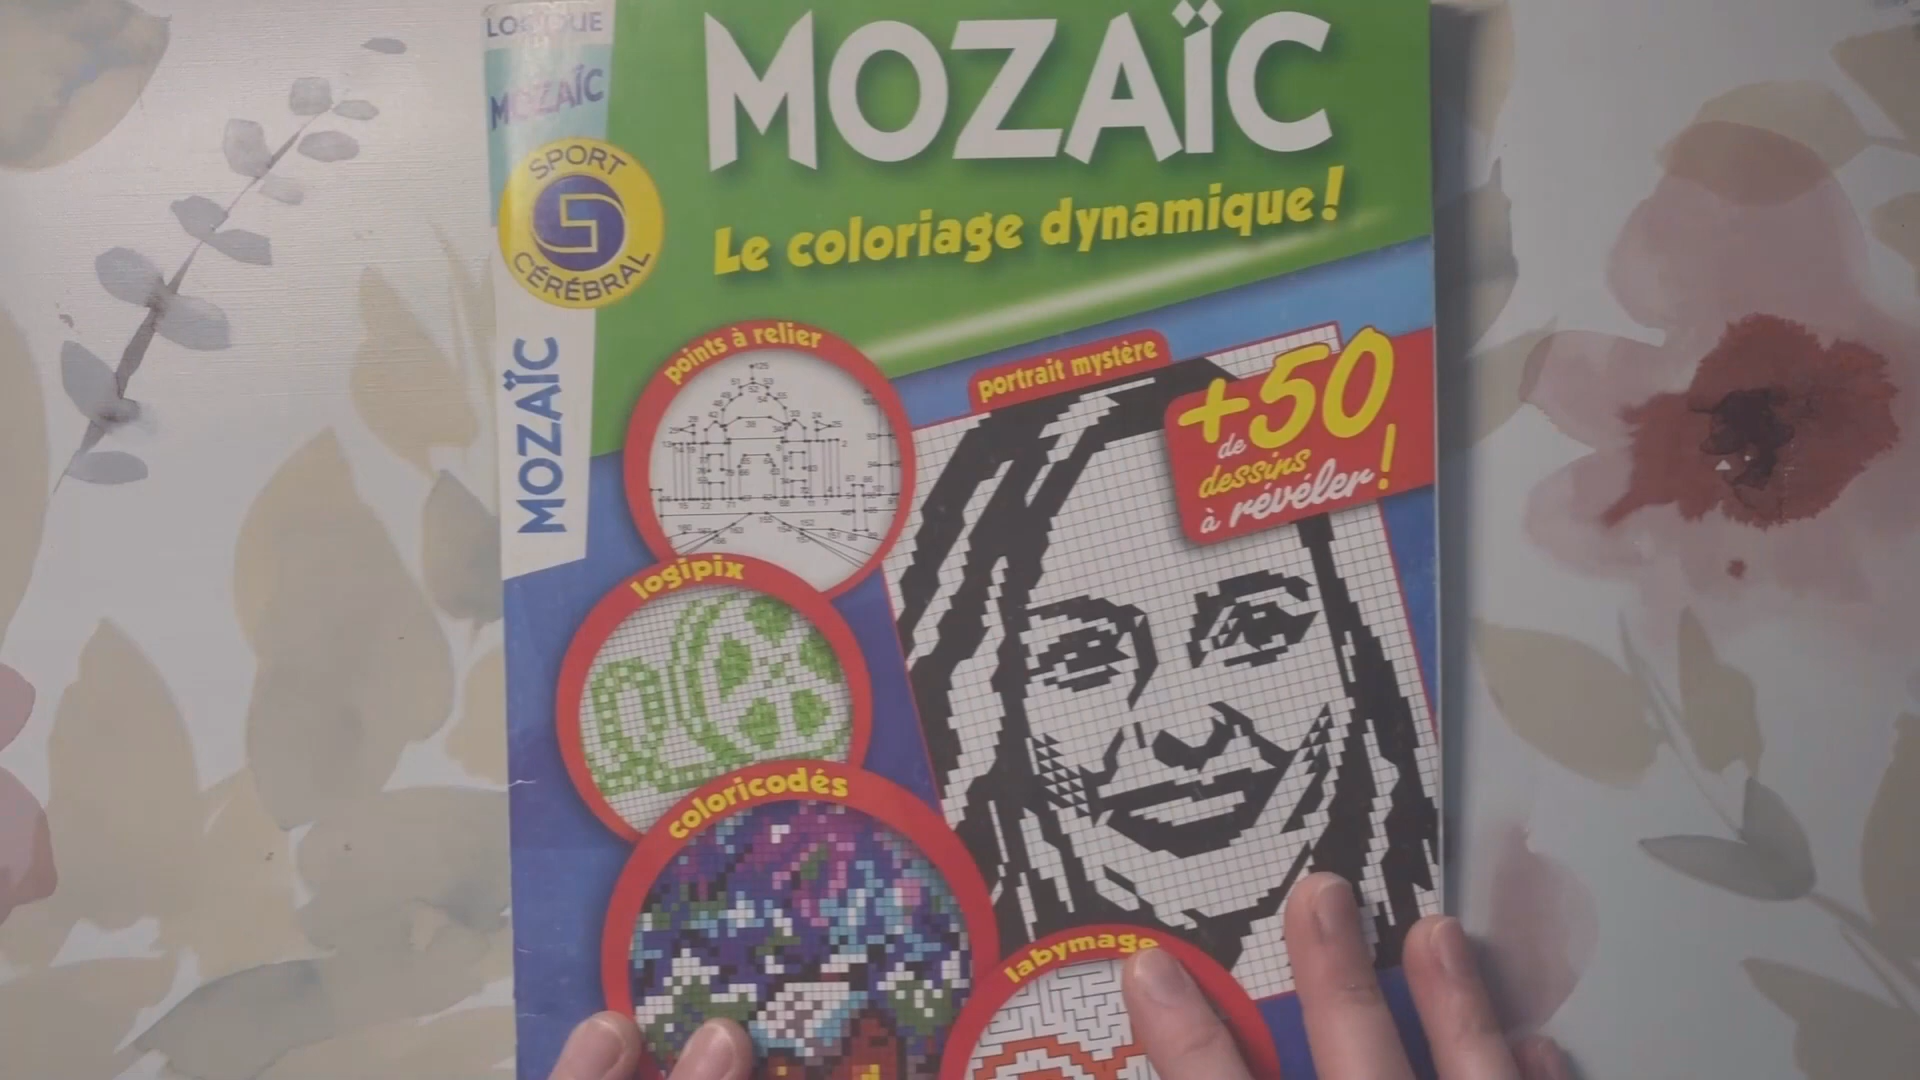 LOGIQUE
MOZAÏC
SPORT
CÉRÉBRAL
MOZAÏC
MOZAÏC
Le coloriage dynamique!
points à relier
portrait mystère
+50
de
dessins
à révéler!
logipix
coloricodés
labymage